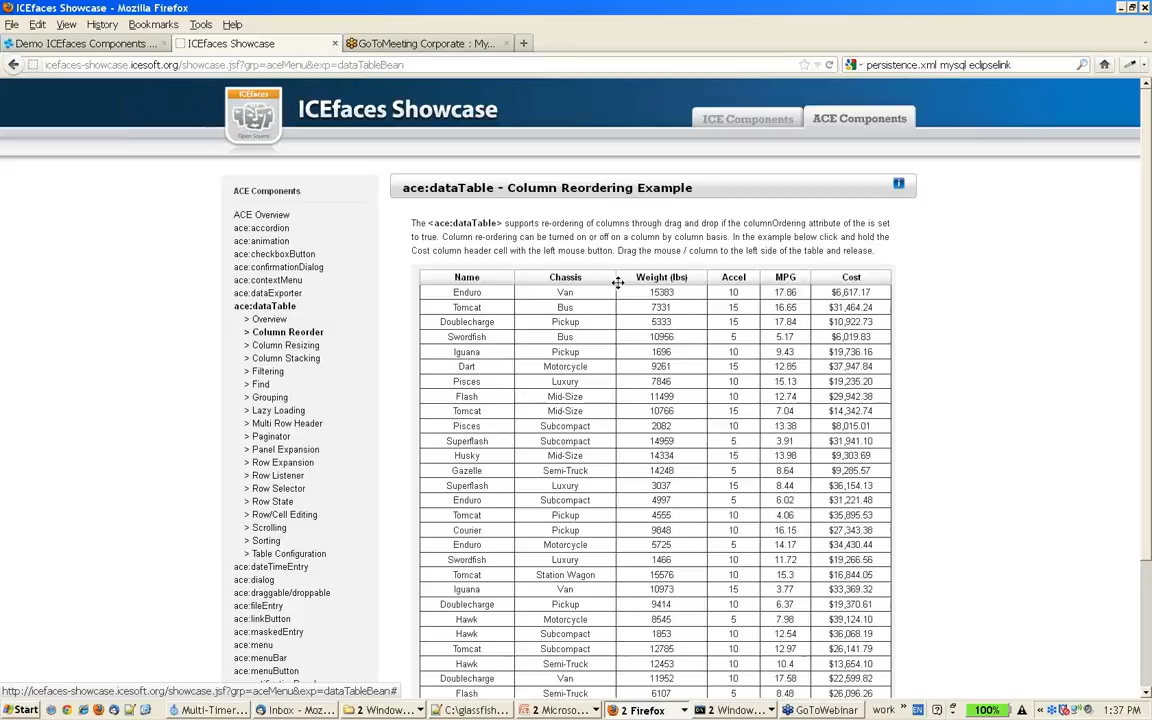 ICEfaces Showcase - Mozilla Firefox
File Edit View History Bookmarks Tools Help
Demo ICEfaces Components ... × ICEfaces Showcase × GoToMeeting Corporate : My... × +
icefaces-showcase.icesoft.org/showcase.jsf?grp=aceMenu&exp=dataTableBean persistence.xml mysql eclipselink
Open Source
ICEfaces Showcase
ICE Components ACE Components
ACE Components
ACE Overview
ace:accordion
ace:animation
ace:checkboxButton
ace:confirmationDialog
ace:contextMenu
ace:dataExporter
ace:dataTable
> Overview
> Column Reorder
> Column Resizing
> Column Stacking
> Filtering
> Find
> Grouping
> Lazy Loading
> Multi Row Header
> Paginator
> Panel Expansion
> Row Expansion
> Row Listener
> Row Selector
> Row State
> Row/Cell Editing
> Scrolling
> Sorting
> Table Configuration
ace:dateTimeEntry
ace:dialog
ace:draggable/droppable
ace:fileEntry
ace:linkButton
ace:maskedEntry
ace:menu
ace:menuBar
ace:menuButton
ace:dataTable - Column Reordering Example
The <ace:dataTable> supports re-ordering of columns through drag and drop if the columnOrdering attribute of the is set
to true. Column re-ordering can be turned on or off on a column by column basis. In the example below click and hold the
Cost column header cell with the left mouse button. Drag the mouse / column to the left side of the table and release.
Name Chassis Weight (lbs) Accel MPG Cost
Enduro Van 15383 10 17.86 $6,617.17
Tomcat Bus 7331 15 16.65 $31,464.24
Doublecharge Pickup 5333 15 17.84 $10,922.73
Swordfish Bus 10956 5 5.17 $6,019.83
Iguana Pickup 1696 10 9.43 $19,736.16
Dart Motorcycle 9261 15 12.85 $37,947.84
Pisces Luxury 7846 10 15.13 $19,235.20
Flash Mid-Size 11499 10 12.74 $29,942.38
Tomcat Mid-Size 10766 15 7.04 $14,342.74
Pisces Subcompact 2082 10 13.38 $8,015.01
Superflash Subcompact 14959 5 3.91 $31,941.10
Husky Mid-Size 14334 15 13.98 $9,303.69
Gazelle Semi-Truck 14248 5 8.64 $9,285.57
Superflash Luxury 3037 15 8.44 $36,154.13
Enduro Subcompact 4997 5 6.02 $31,221.48
Tomcat Pickup 4555 10 4.06 $35,895.53
Courier Pickup 9848 10 16.15 $27,343.38
Enduro Motorcycle 5725 5 14.17 $34,430.44
Swordfish Luxury 1466 10 11.72 $19,266.56
Tomcat Station Wagon 15576 10 15.3 $16,844.05
Iguana Van 10973 15 3.77 $33,369.32
Doublecharge Pickup 9414 10 6.37 $19,370.61
Hawk Motorcycle 8545 5 7.98 $39,124.10
Hawk Subcompact 1853 10 12.54 $36,068.19
Tomcat Subcompact 12785 10 12.97 $26,141.79
Hawk Semi-Truck 12453 10 10.4 $13,654.10
Doublecharge Van 11952 10 17.58 $22,599.82
Flash Semi-Truck 6107 5 8.48 $26,096.26
http://icefaces-showcase.icesoft.org/showcase.jsf?grp=aceMenu&exp=dataTableBean#
Start Multi-Timer... Inbox - Moz... 2 Window... C:\glassfish... 2 Microso... 2 Firefox 2 Window... GoToWebinar work » EN 100% « 1:37 PM